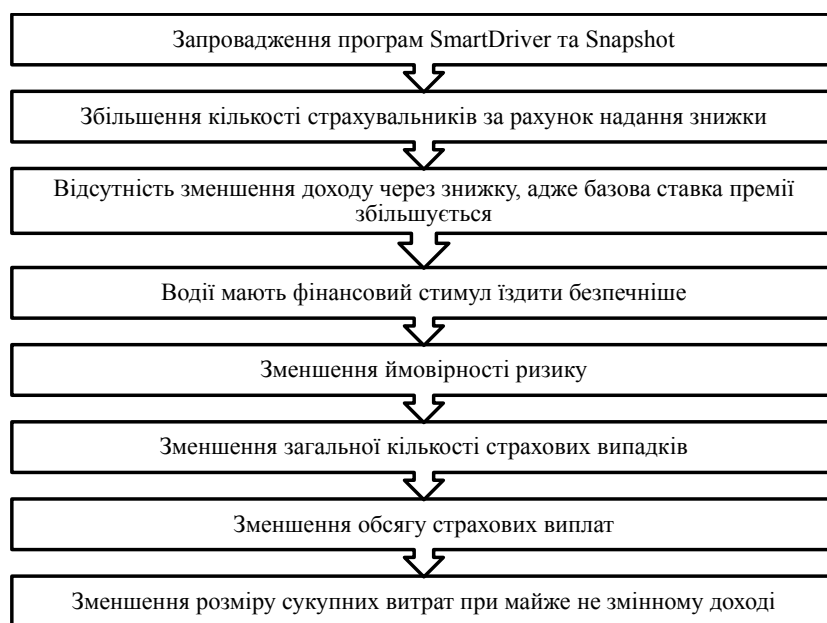 Запровадження програм SmartDriver та Snapshot
Збільшення кількості страхувальників за рахунок надання знижки
Відсутність зменшення доходу через знижку, адже базова ставка премії
збільшується
Водії мають фінансовий стимул їздити безпечніше
Зменшення ймовірності ризику
Зменшення загальної кількості страхових випадків
Зменшення обсягу страхових виплат
Зменшення розміру сукупних витрат при майже не змінному доході